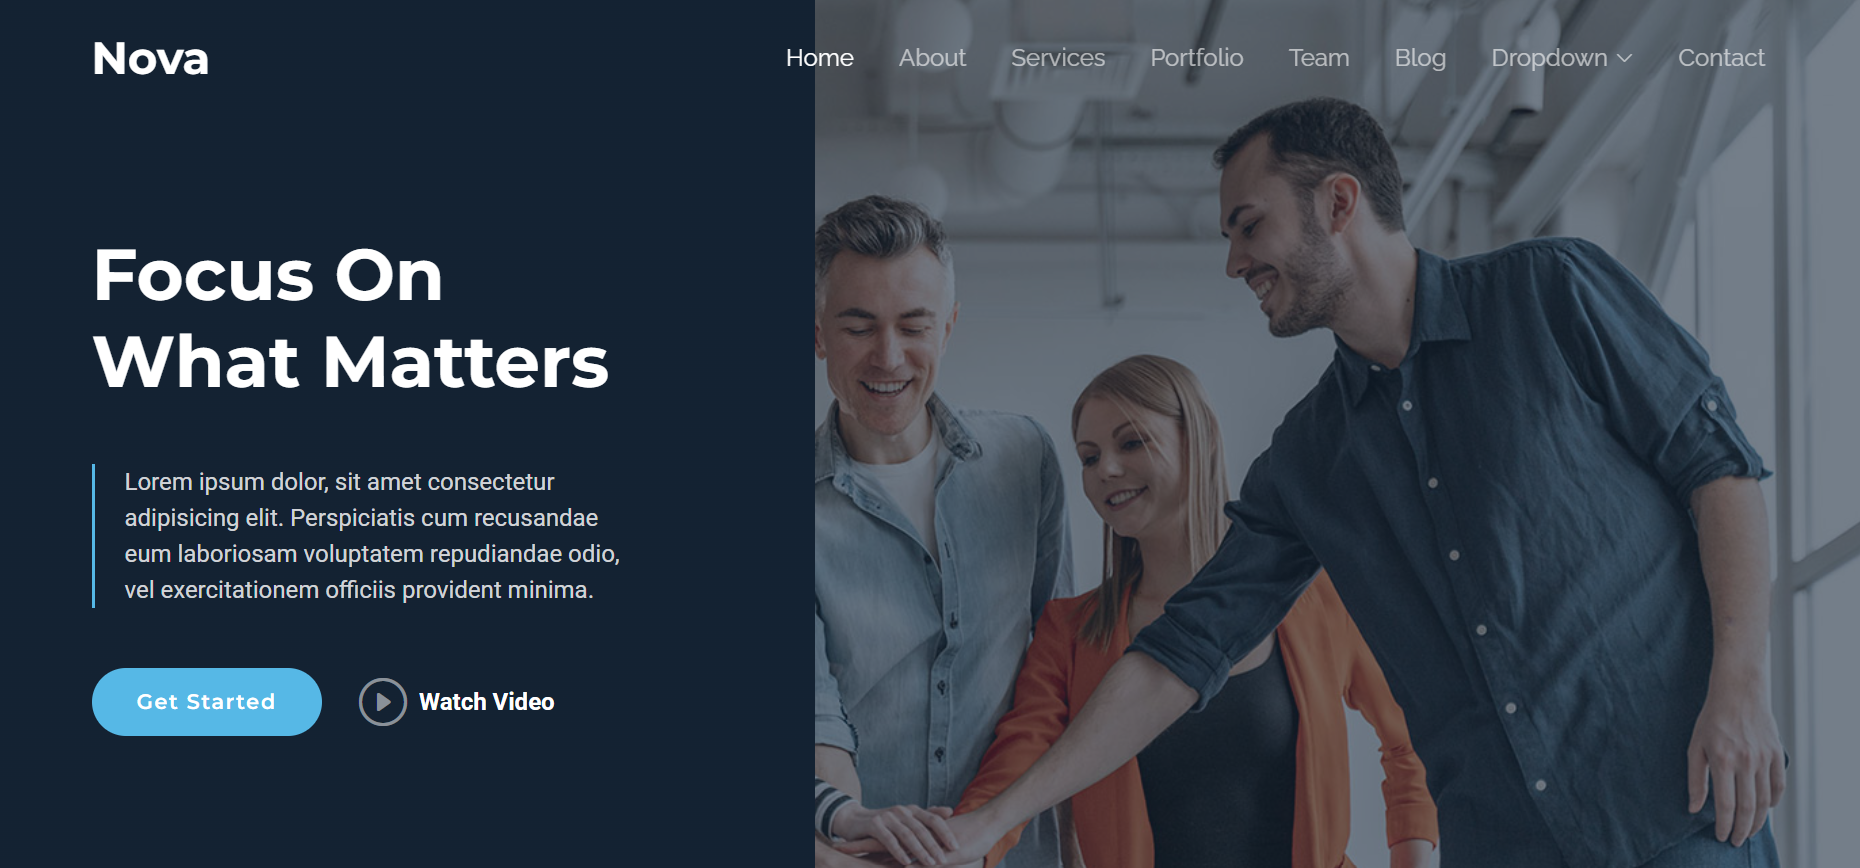 Nova
Home About Services Portfolio Team Blog Dropdown Contact
Focus On
What Matters
Lorem ipsum dolor, sit amet consectetur
adipisicing elit. Perspiciatis cum recusandae
eum laboriosam voluptatem repudiandae odio,
vel exercitationem officiis provident minima.
Get Started
Watch Video